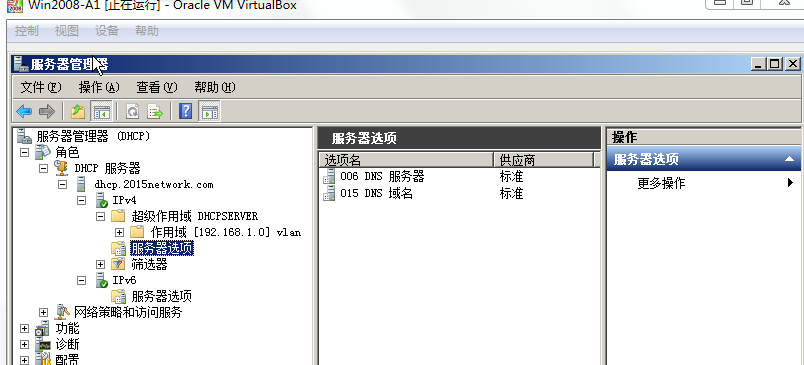 Win2008-A1 [正在运行] - Oracle VM VirtualBox
控制 视图 设备 帮助
服务器管理器
文件(F) 操作(A) 查看(V) 帮助(H)
服务器管理器 (DHCP)
角色
DHCP 服务器
dhcp.2015network.com
IPv4
超级作用域 DHCPSERVER
作用域 [192.168.1.0] vlan
服务器选项
筛选器
IPv6
服务器选项
网络策略和访问服务
功能
诊断
配置
服务器选项
选项名 供应商
006 DNS 服务器 标准
015 DNS 域名 标准
操作
服务器选项
更多操作